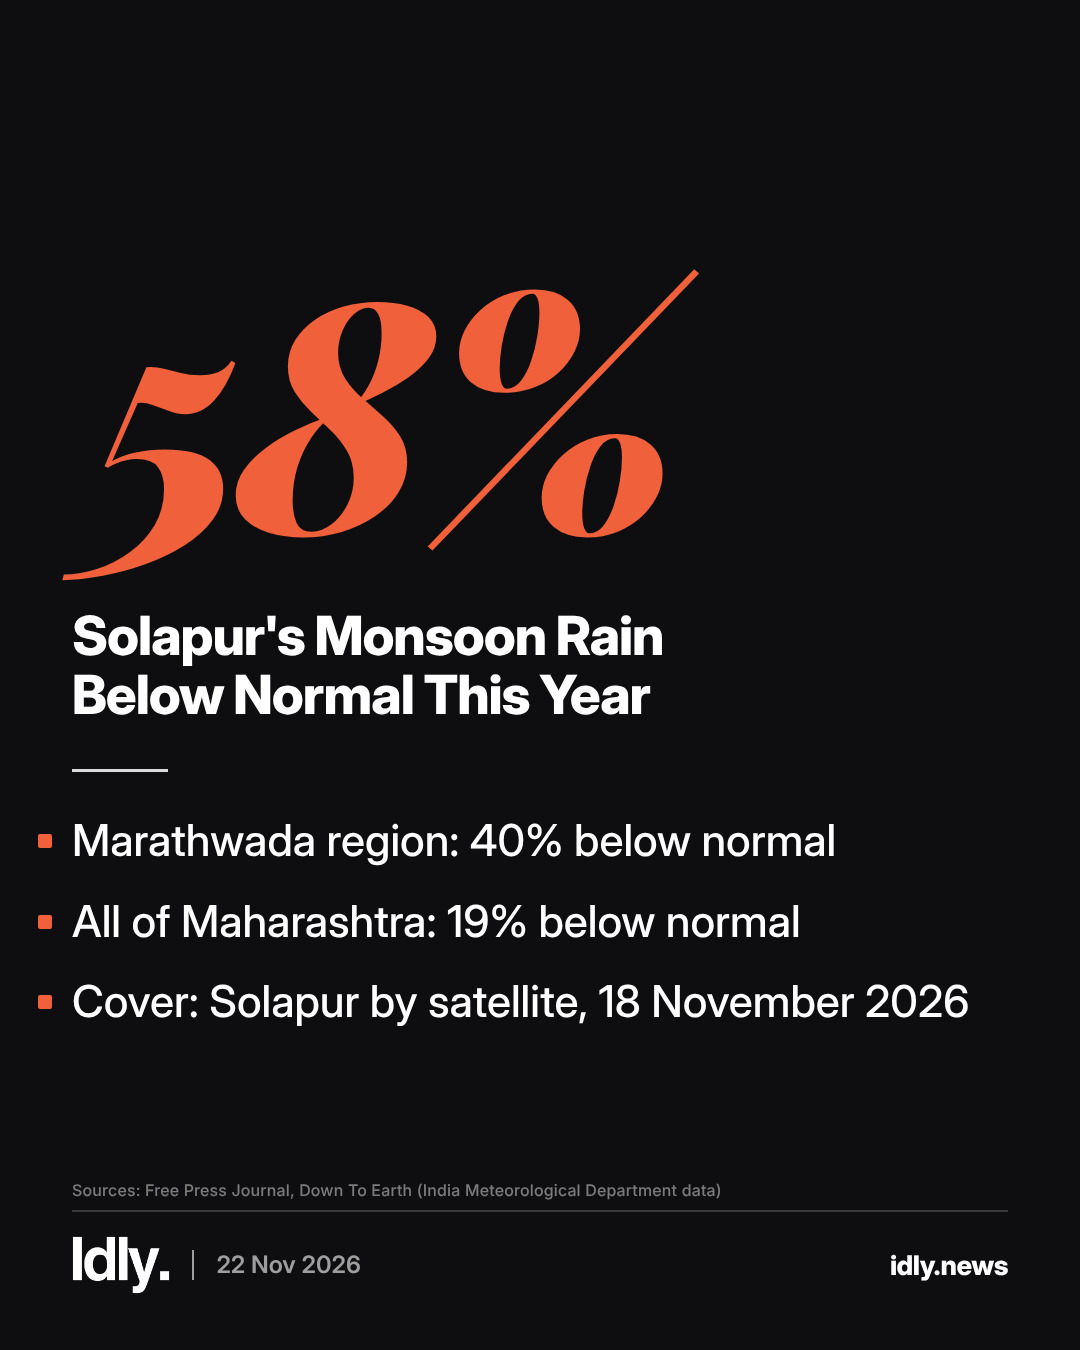 58%
Solapur's Monsoon Rain
Below Normal This Year
Marathwada region: 40% below normal
All of Maharashtra: 19% below normal
Cover: Solapur by satellite, 18 November 2026
Sources: Free Press Journal, Down To Earth (India Meteorological Department data)
Idly. | 22 Nov 2026
idly.news